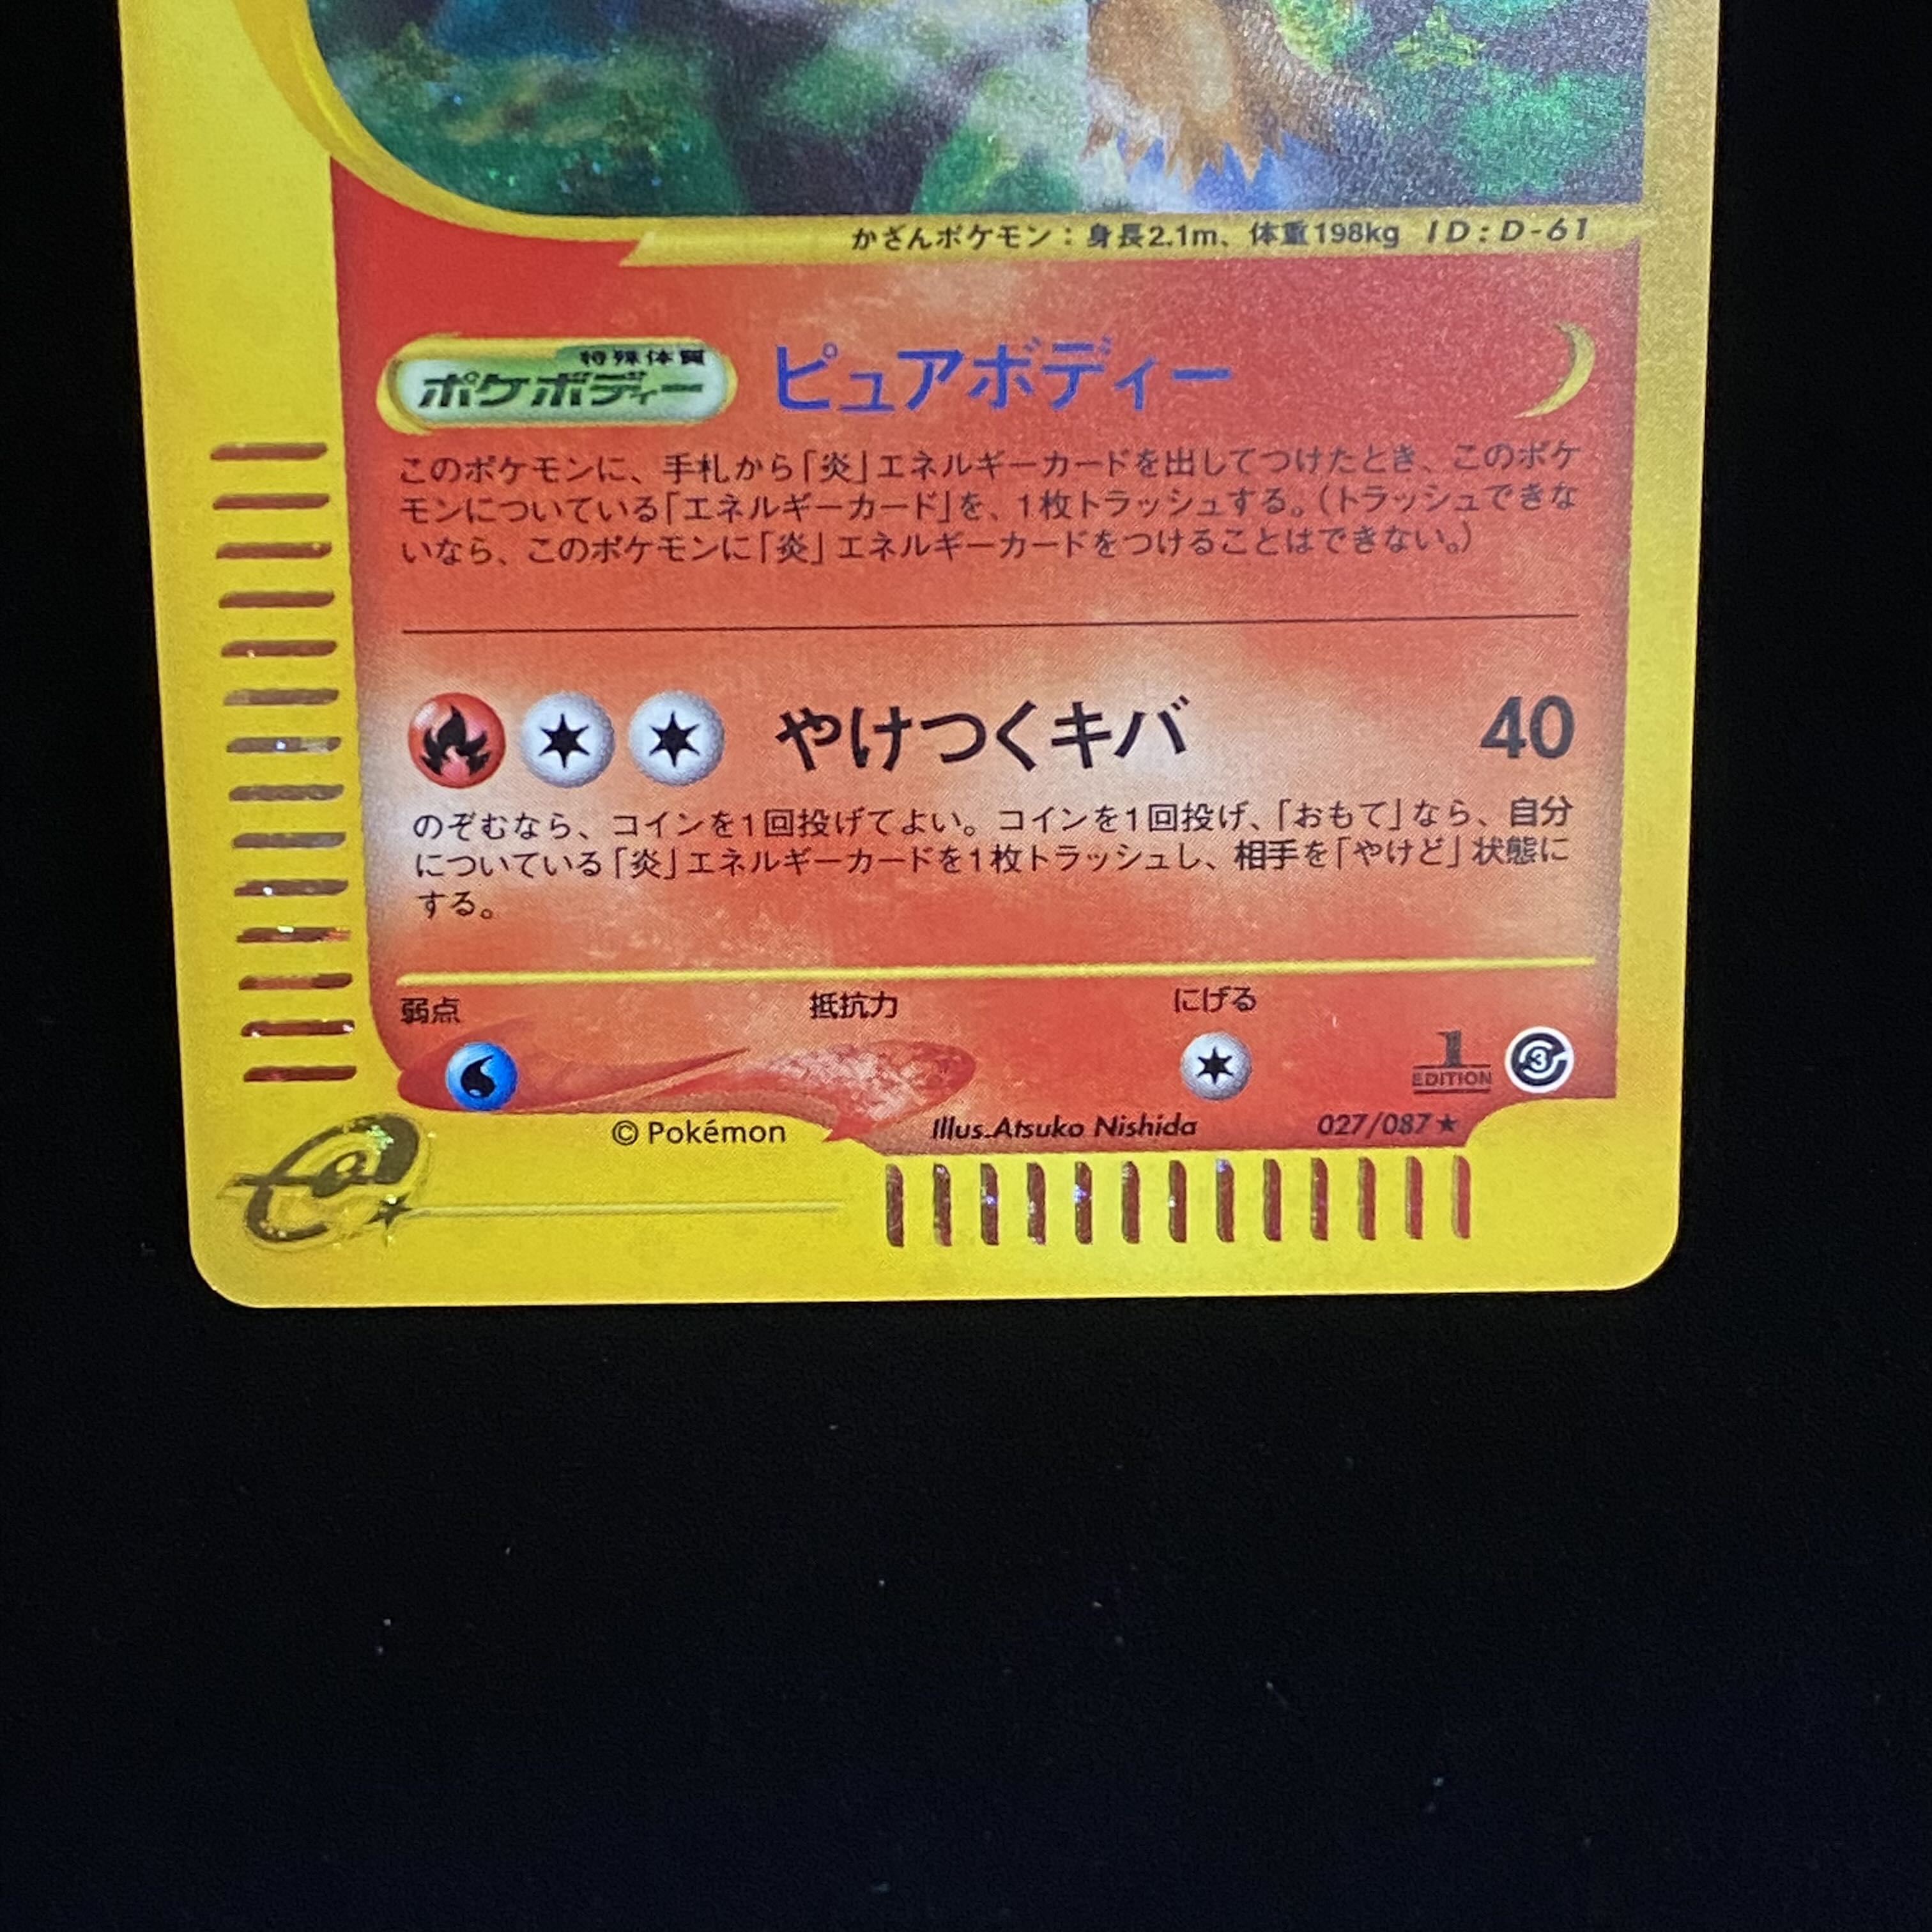 かざんポケモン：身長2.1m、体重198kg ID:D-61
特殊体質
ポケボディー
ピュアボディー
このポケモンに、手札から「炎」エネルギーカードを出してつけたとき、このポケ
モンについている「エネルギーカード」を、1枚トラッシュする。（トラッシュできな
いなら、このポケモンに「炎」エネルギーカードをつけることはできない。）
やけつくキバ 40
のぞむなら、コインを1回投げてよい。コインを1回投げ、「おもて」なら、自分
についている「炎」エネルギーカードを1枚トラッシュし、相手を「やけど」状態に
する。
弱点 抵抗力 にげる
1
EDITION
3
© Pokémon Illus.Atsuko Nishida 027/087★
e